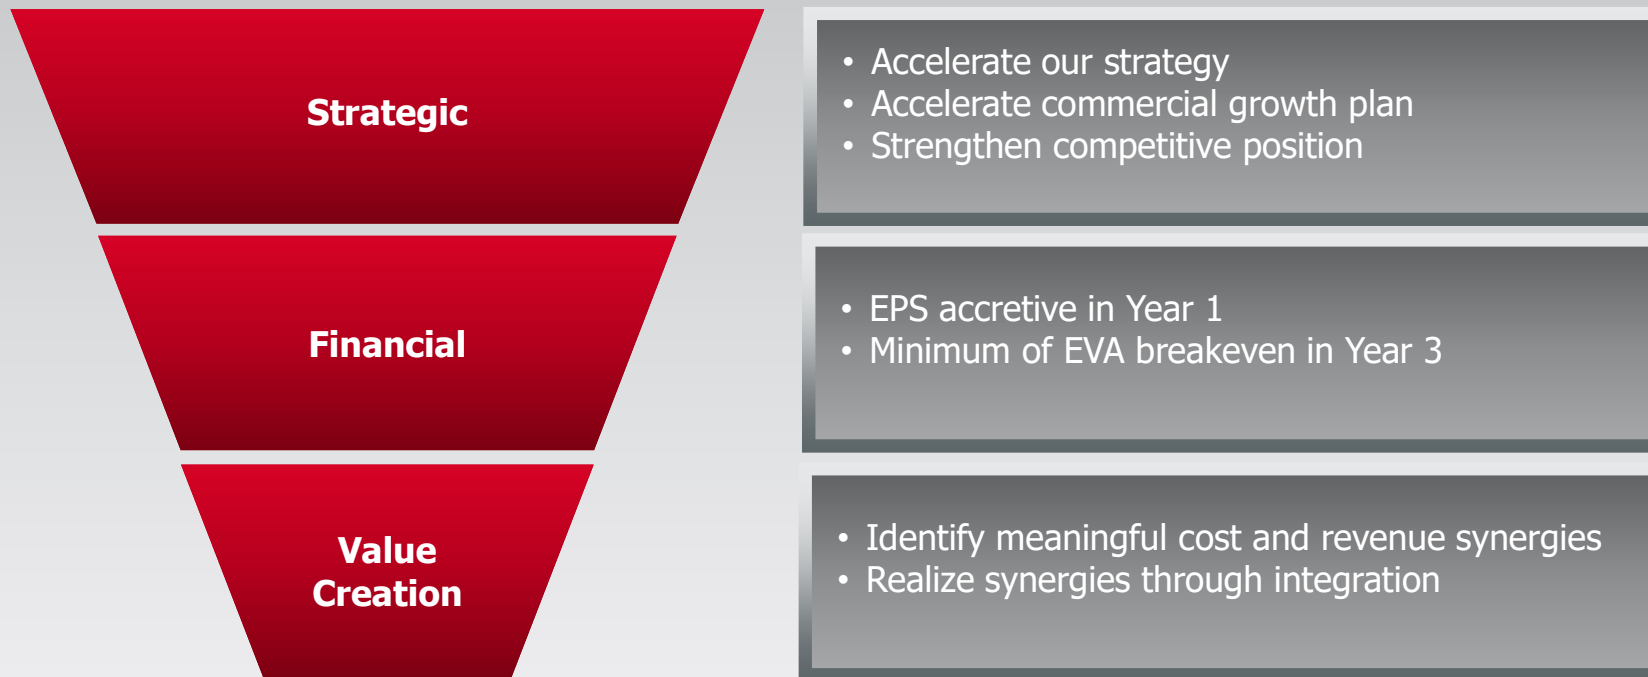 Strategic
• Accelerate our strategy
• Accelerate commercial growth plan
• Strengthen competitive position
Financial
• EPS accretive in Year 1
• Minimum of EVA breakeven in Year 3
Value
Creation
• Identify meaningful cost and revenue synergies
• Realize synergies through integration